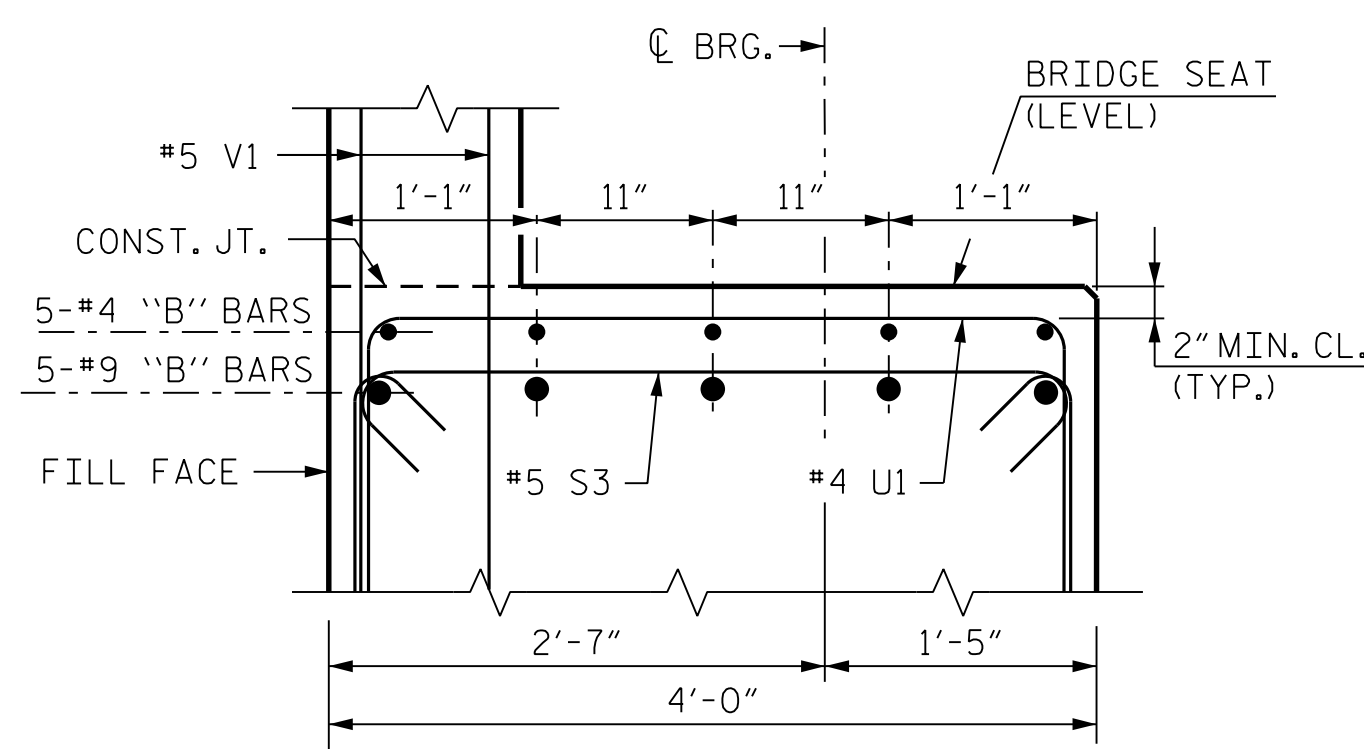 ℄ BRG.
BRIDGE SEAT
(LEVEL)
#5 V1
1′-1″ 11″ 11″ 1′-1″
CONST. JT.
5-#4 ‶B″ BARS
5-#9 ‶B″ BARS
2″ MIN. CL.
(TYP.)
FILL FACE
#5 S3 #4 U1
2′-7″ 1′-5″
4′-0″